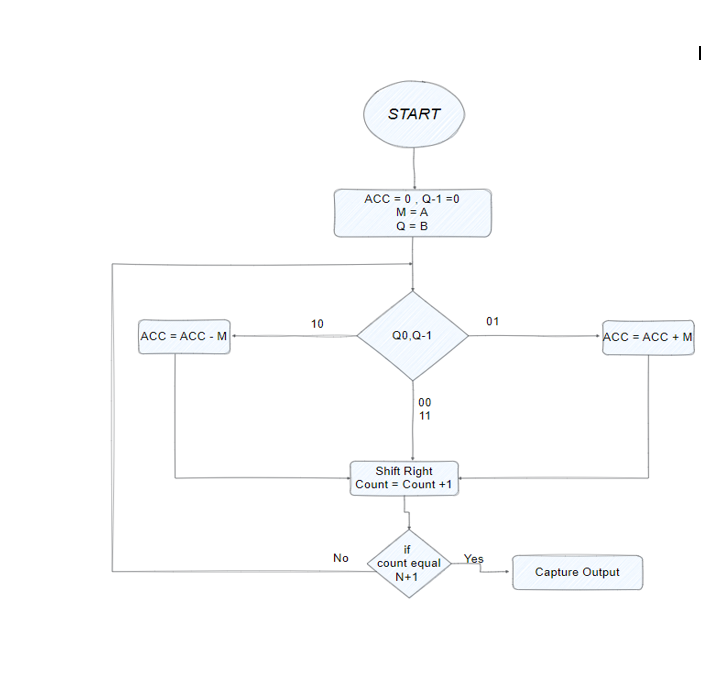 START
ACC = 0 , Q-1 =0
M = A
Q = B
10
01
ACC = ACC - M
Q0,Q-1
ACC = ACC + M
00
11
Shift Right
Count = Count +1
if
count equal
N+1
No
Yes
Capture Output